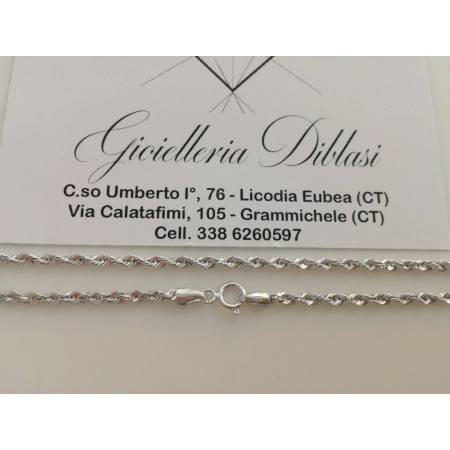 Gioielleria Diblasi
C.so Umberto I°, 76 - Licodia Eubea (CT)
Via Calatafimi, 105 - Grammichele (CT)
Cell. 338 6260597